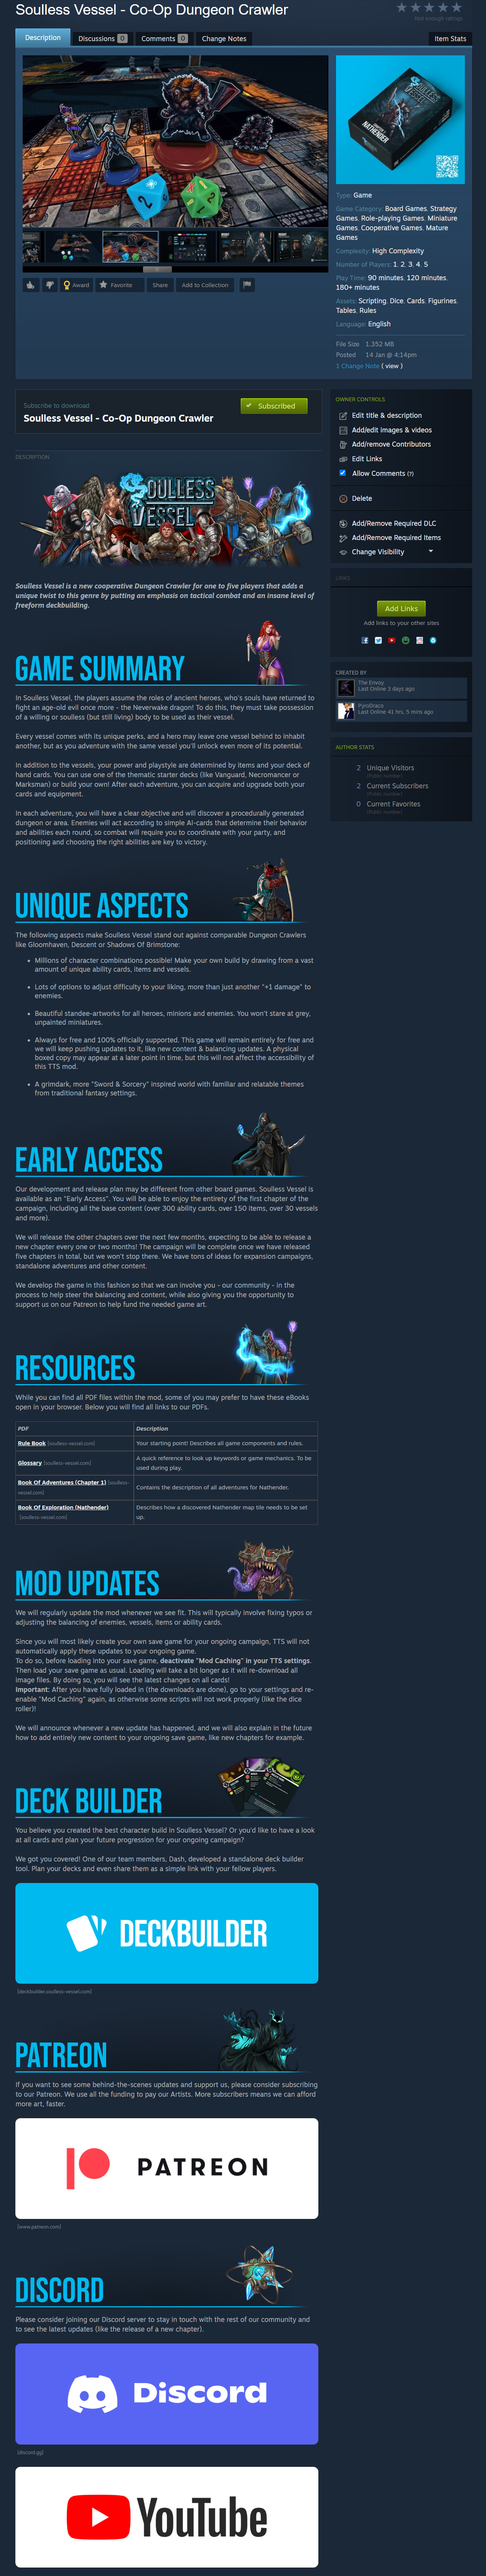 Soulless Vessel - Co-Op Dungeon Crawler
Not enough ratings
Description
Discussions 0
Comments 0
Change Notes
Item Stats
SOULLESS
VESSEL
NATHENDER
Type: Game
Game Category: Board Games, Strategy
Games, Role-playing Games, Miniature
Games, Cooperative Games, Mature
Games
Complexity: High Complexity
Number of Players: 1, 2, 3, 4, 5
Play Time: 90 minutes, 120 minutes,
180+ minutes
Assets: Scripting, Dice, Cards, Figurines,
Tables, Rules
Language: English
Award
Favorite
Share
Add to Collection
File Size 1.352 MB
Posted 14 Jan @ 4:14pm
1 Change Note ( view )
Subscribe to download
Soulless Vessel - Co-Op Dungeon Crawler
Subscribed
OWNER CONTROLS
Edit title & description
Add/edit images & videos
Add/remove Contributors
Edit Links
Allow Comments (?)
Delete
Add/Remove Required DLC
Add/Remove Required Items
Change Visibility
LINKS
Add Links
Add links to your other sites
CREATED BY
The Envoy
Last Online 3 days ago
PyroDraco
Last Online 41 hrs, 5 mins ago
AUTHOR STATS
2 Unique Visitors
(Public number)
2 Current Subscribers
(Public number)
0 Current Favorites
(Public number)
DESCRIPTION
SOULLESS
VESSEL
Soulless Vessel is a new cooperative Dungeon Crawler for one to five players that adds a
unique twist to this genre by putting an emphasis on tactical combat and an insane level of
freeform deckbuilding.
GAME SUMMARY
In Soulless Vessel, the players assume the roles of ancient heroes, who's souls have returned to
fight an age-old evil once more - the Nerverwake dragon! To do this, they must take possession
of a willing or soulless (but still living) body to be used as their vessel.
Every vessel comes with its unique perks, and a hero may leave one vessel behind to inhabit
another, but as you adventure with the same vessel you'll unlock even more of its potential.
In addition to the vessels, your power and playstyle are determined by items and your deck of
hand cards. You can use one of the thematic starter decks (like Vanguard, Necromancer or
Marksman) or build your own! After each adventure, you can acquire and upgrade both your
cards and equipment.
In each adventure, you will have a clear objective and will discover a procedurally generated
dungeon or area. Enemies will act according to simple AI-cards that determine their behavior
and abilities each round, so combat will require you to coordinate with your party, and
positioning and choosing the right abilities are key to victory.
UNIQUE ASPECTS
The following aspects make Soulless Vessel stand out against comparable Dungeon Crawlers
like Gloomhaven, Descent or Shadows Of Brimstone:
• Millions of character combinations possible! Make your own build by drawing from a vast
amount of unique ability cards, items and vessels.
• Lots of options to adjust difficulty to your liking, more than just another "+1 damage" to
enemies.
• Beautiful standee-artworks for all heroes, minions and enemies. You won't stare at grey,
unpainted miniatures.
• Always for free and 100% officially supported. This game will remain entirely for free and
we will keep pushing updates to it, like new content & balancing updates. A physical
boxed copy may appear at a later point in time, but this will not affect the accessibility of
this TTS mod.
• A grimdark, more "Sword & Sorcery" inspired world with familiar and relatable themes
from traditional fantasy settings.
EARLY ACCESS
Our development and release plan may be different from other board games. Soulless Vessel is
available as an "Early Access". You will be able to enjoy the entirety of the first chapter of the
campaign, including all the base content (over 300 ability cards, over 150 items, over 30 vessels
and more).
We will release the other chapters over the next few months, expecting to be able to release a
new chapter every one or two months! The campaign will be complete once we have released
five chapters in total, but we won't stop there. We have tons of ideas for expansion campaigns,
standalone adventures and other content.
We develop the game in this fashion so that we can involve you - our community - in the
process to help steer the balancing and content, while also giving you the opportunity to
support us on our Patreon to help fund the needed game art.
RESOURCES
While you can find all PDF files within the mod, some of you may prefer to have these eBooks
open in your browser. Below you will find all links to our PDFs.
PDF Description
Rule Book [soulless-vessel.com] Your starting point! Describes all game components and rules.
Glossary [soulless-vessel.com] A quick reference to look up keywords or game mechanics. To be
used during play.
Book Of Adventures (Chapter 1) [soulless-
vessel.com] Contains the description of all adventures for Nathender.
Book Of Exploration (Nathender)
[soulless-vessel.com] Describes how a discovered Nathender map tile needs to be set
up.
MOD UPDATES
We will regularly update the mod whenever we see fit. This will typically involve fixing typos or
adjusting the balancing of enemies, vessels, items or ability cards.
Since you will most likely create your own save game for your ongoing campaign, TTS will not
automatically apply these updates to your ongoing game.
To do so, before loading into your save game, deactivate "Mod Caching" in your TTS settings.
Then load your save game as usual. Loading will take a bit longer as it will re-download all
image files. By doing so, you will see the latest changes on all cards!
Important: After you have fully loaded in (the downloads are done), go to your settings and re-
enable "Mod Caching" again, as otherwise some scripts will not work properly (like the dice
roller)!
We will announce whenever a new update has happened, and we will also explain in the future
how to add entirely new content to your ongoing save game, like new chapters for example.
DECK BUILDER
You believe you created the best character build in Soulless Vessel? Or you'd like to have a look
at all cards and plan your future progression for your ongoing campaign?
We got you covered! One of our team members, Dash, developed a standalone deck builder
tool. Plan your decks and even share them as a simple link with your fellow players.
DECKBUILDER
[deckbuilder.soulless-vessel.com]
PATREON
If you want to see some behind-the-scenes updates and support us, please consider subscribing
to our Patreon. We use all the funding to pay our Artists. More subscribers means we can afford
more art, faster.
PATREON
[www.patreon.com]
DISCORD
Please consider joining our Discord server to stay in touch with the rest of our community and
to see the latest updates (like the release of a new chapter).
Discord
[discord.gg]
YouTube